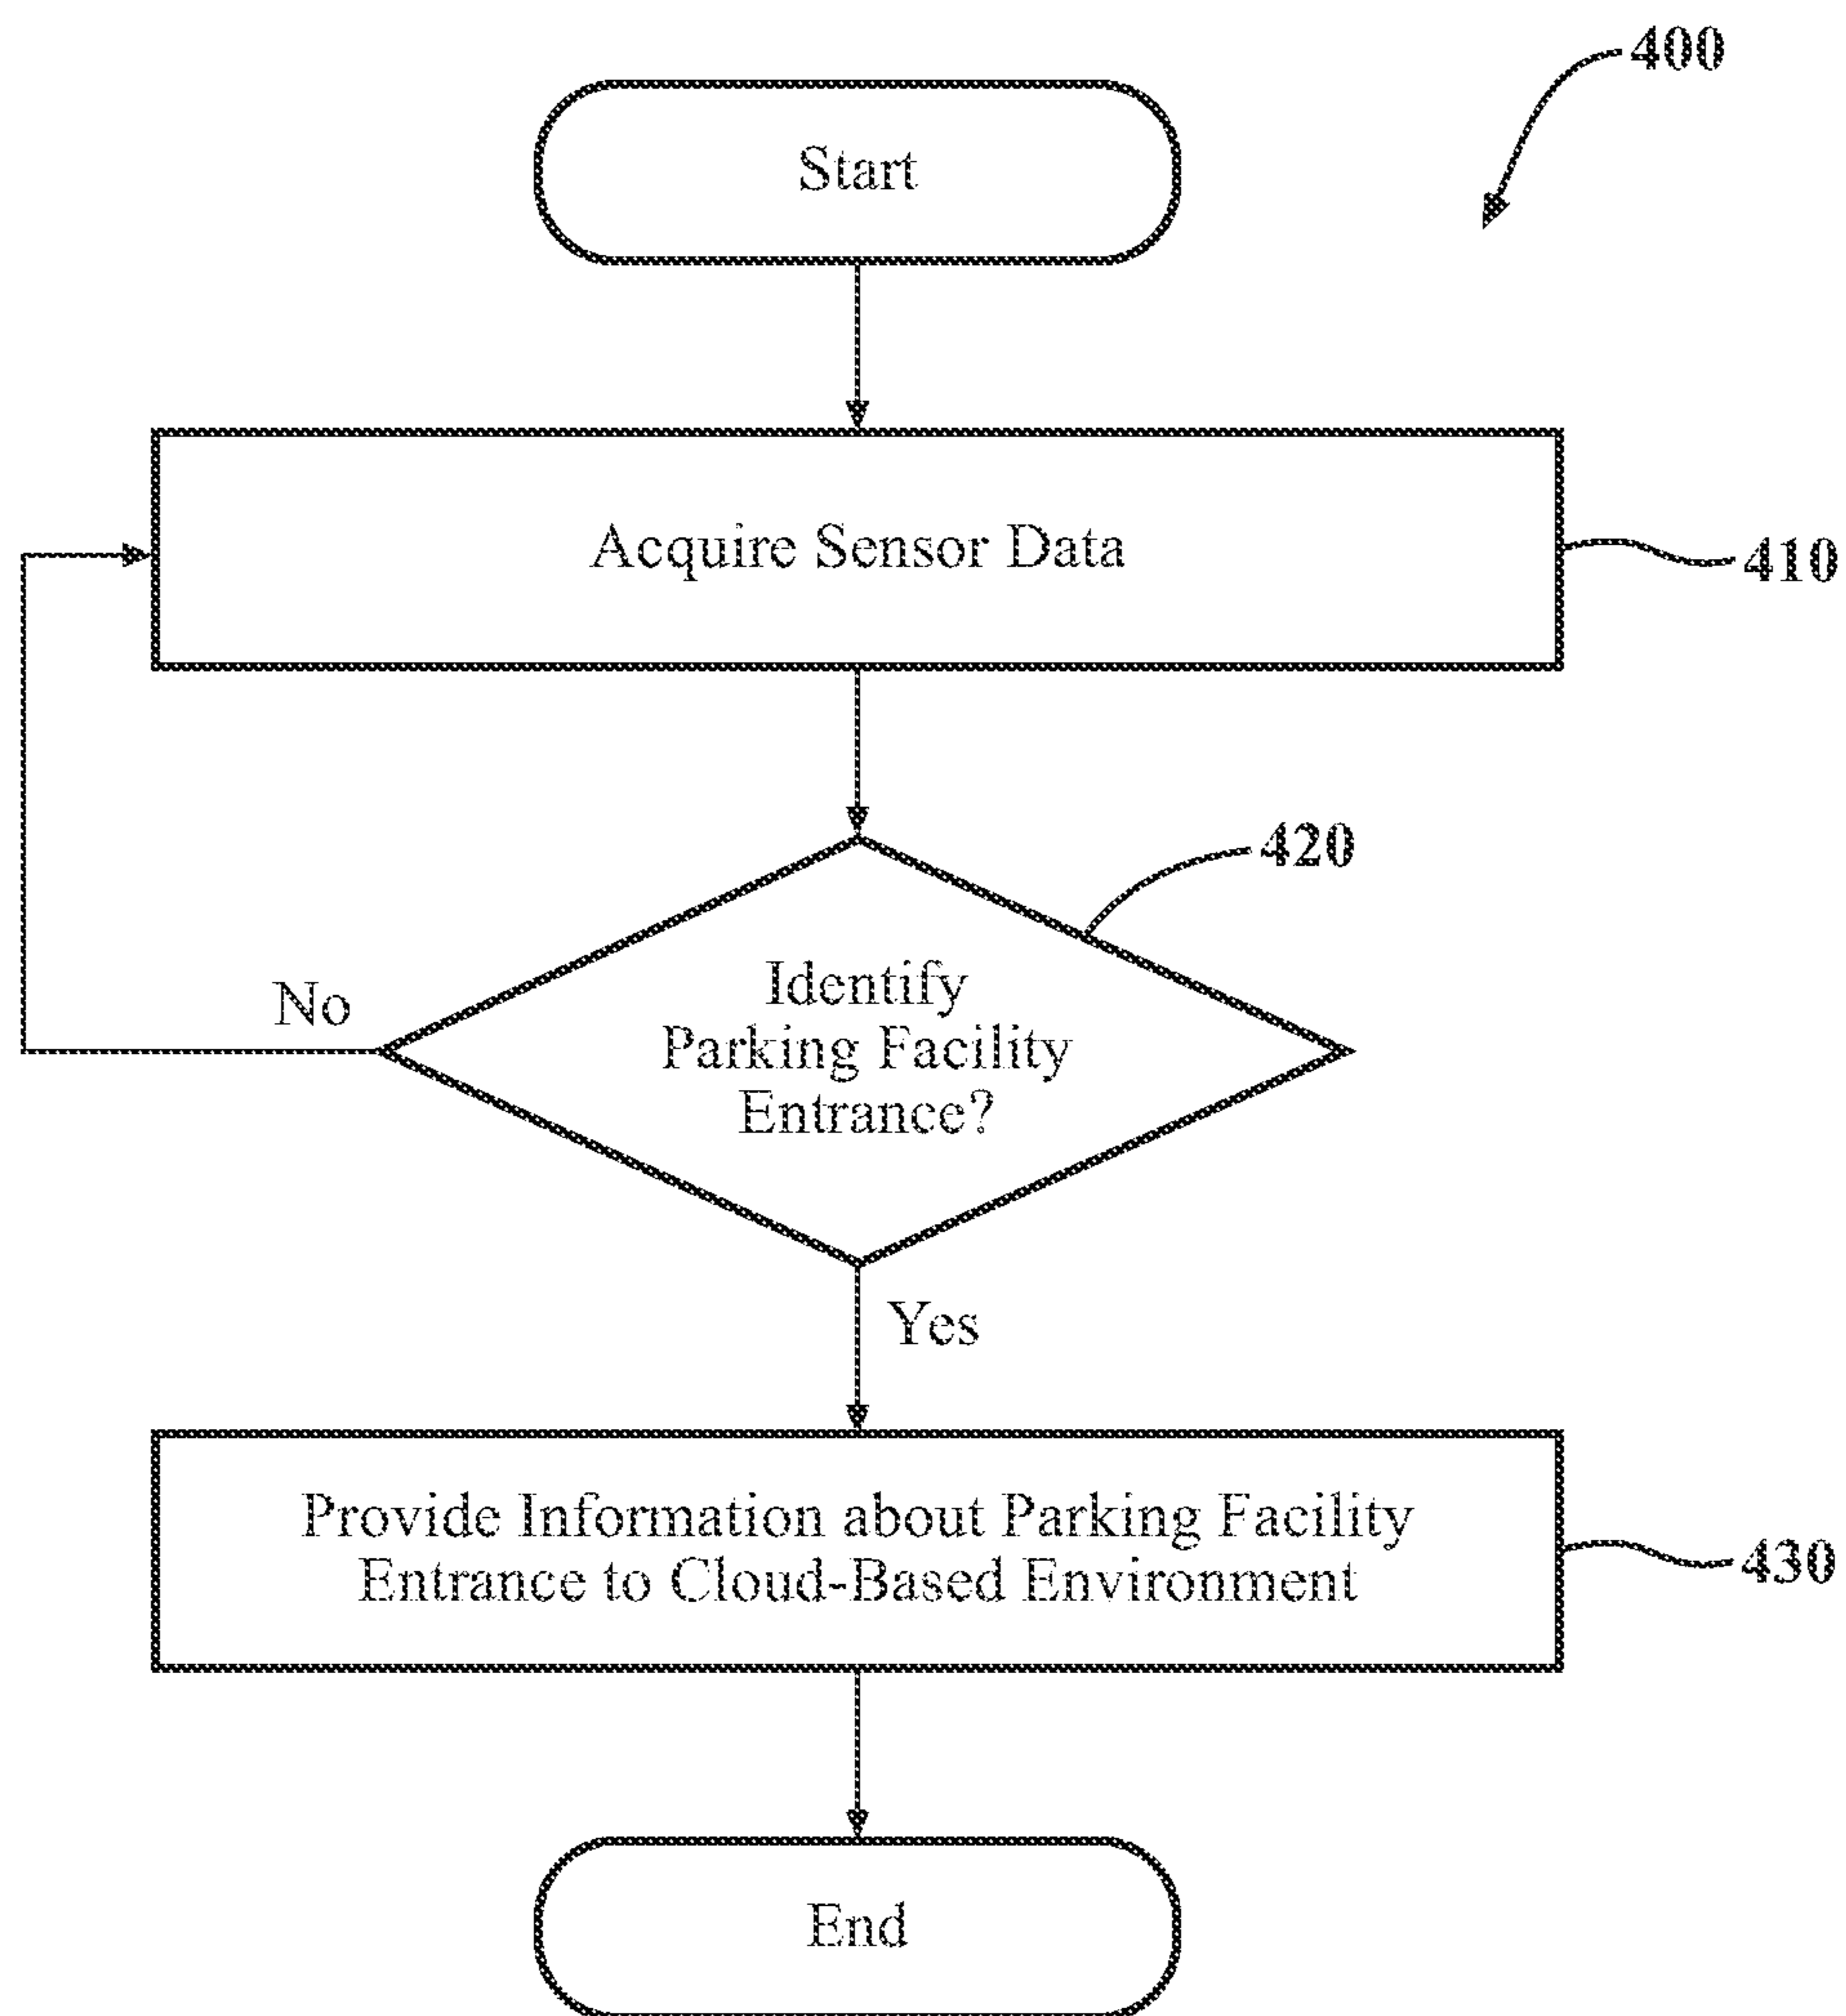 400
Start
Acquire Sensor Data
410
420
Identify
Parking Facility
Entrance?
No
Yes
Provide Information about Parking Facility
Entrance to Cloud-Based Environment
430
End